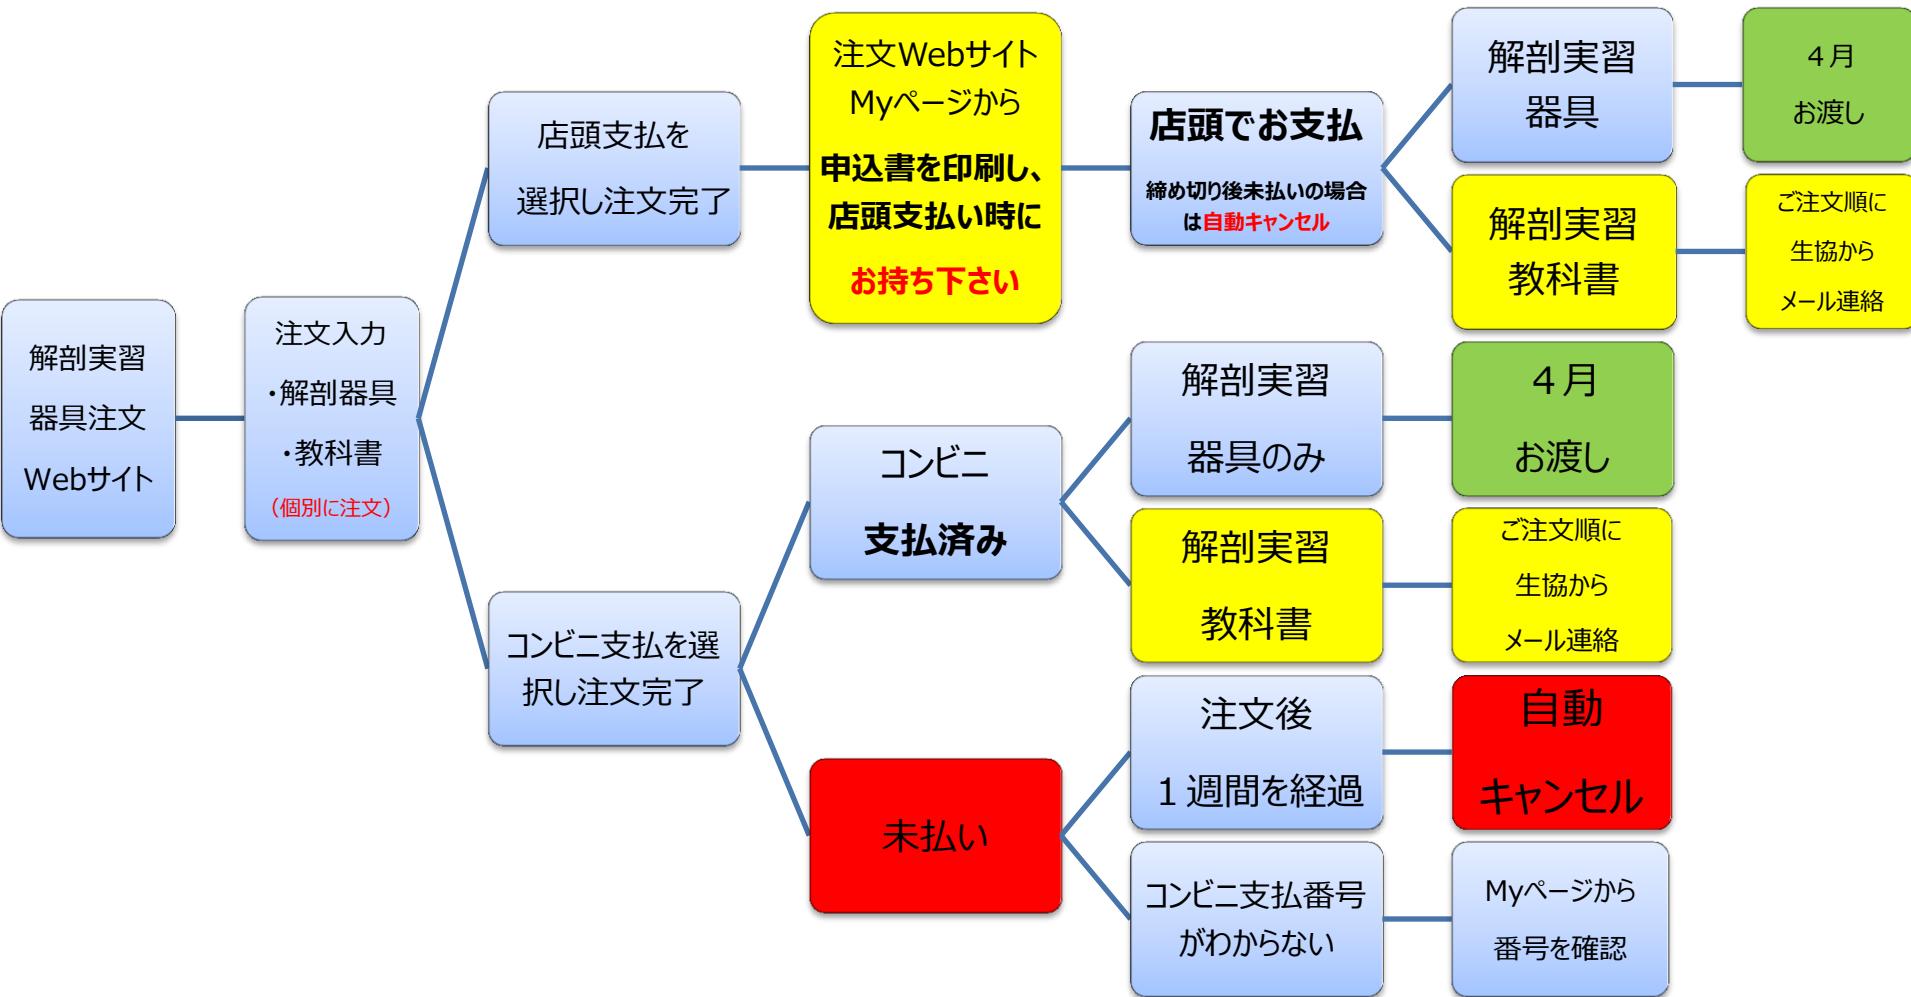 解剖実習
器具注文
Webサイト
注文入力
・解剖器具
・教科書
（個別に注文）
店頭支払を
選択し注文完了
注文Webサイト
Myページから
申込書を印刷し、
店頭支払い時に
お持ち下さい
店頭でお支払
締め切り後未払いの場合
は自動キャンセル
解剖実習
器具
４月
お渡し
解剖実習
教科書
ご注文順に
生協から
メール連絡
コンビニ支払を選
択し注文完了
コンビニ
支払済み
解剖実習
器具のみ
４月
お渡し
解剖実習
教科書
ご注文順に
生協から
メール連絡
未払い
注文後
１週間を経過
自動
キャンセル
コンビニ支払番号
がわからない
Myページから
番号を確認